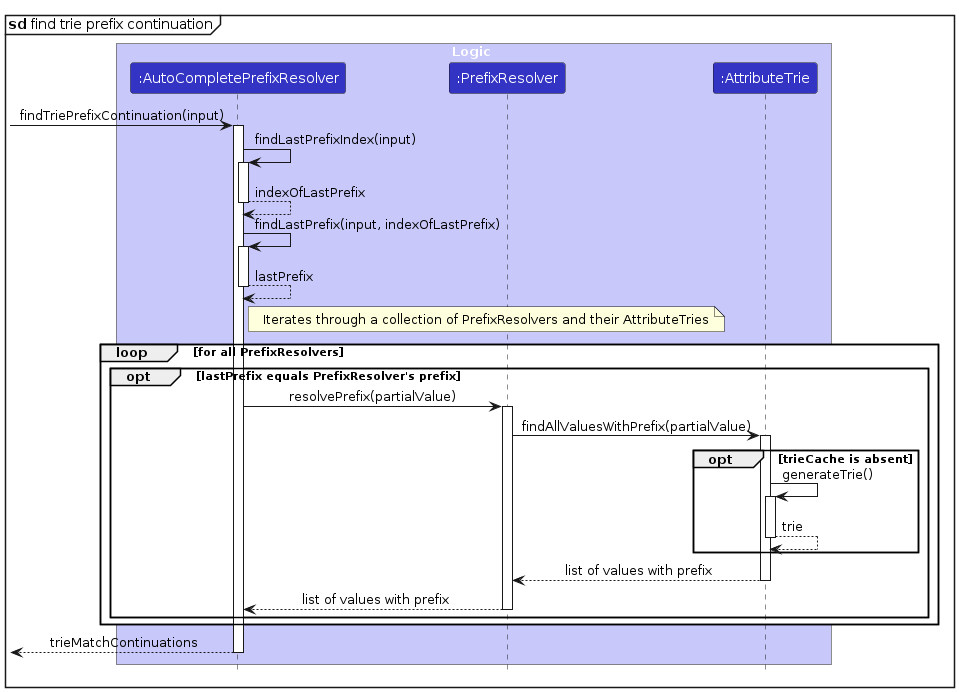 sd find trie prefix continuation
Logic
:AutoCompletePrefixResolver
:PrefixResolver
:AttributeTrie
findTriePrefixContinuation(input)
findLastPrefixIndex(input)
indexOfLastPrefix
findLastPrefix(input, indexOfLastPrefix)
lastPrefix
Iterates through a collection of PrefixResolvers and their AttributeTries
loop [for all PrefixResolvers]
opt [lastPrefix equals PrefixResolver's prefix]
resolvePrefix(partialValue)
findAllValuesWithPrefix(partialValue)
opt [trieCache is absent]
generateTrie()
trie
list of values with prefix
list of values with prefix
trieMatchContinuations